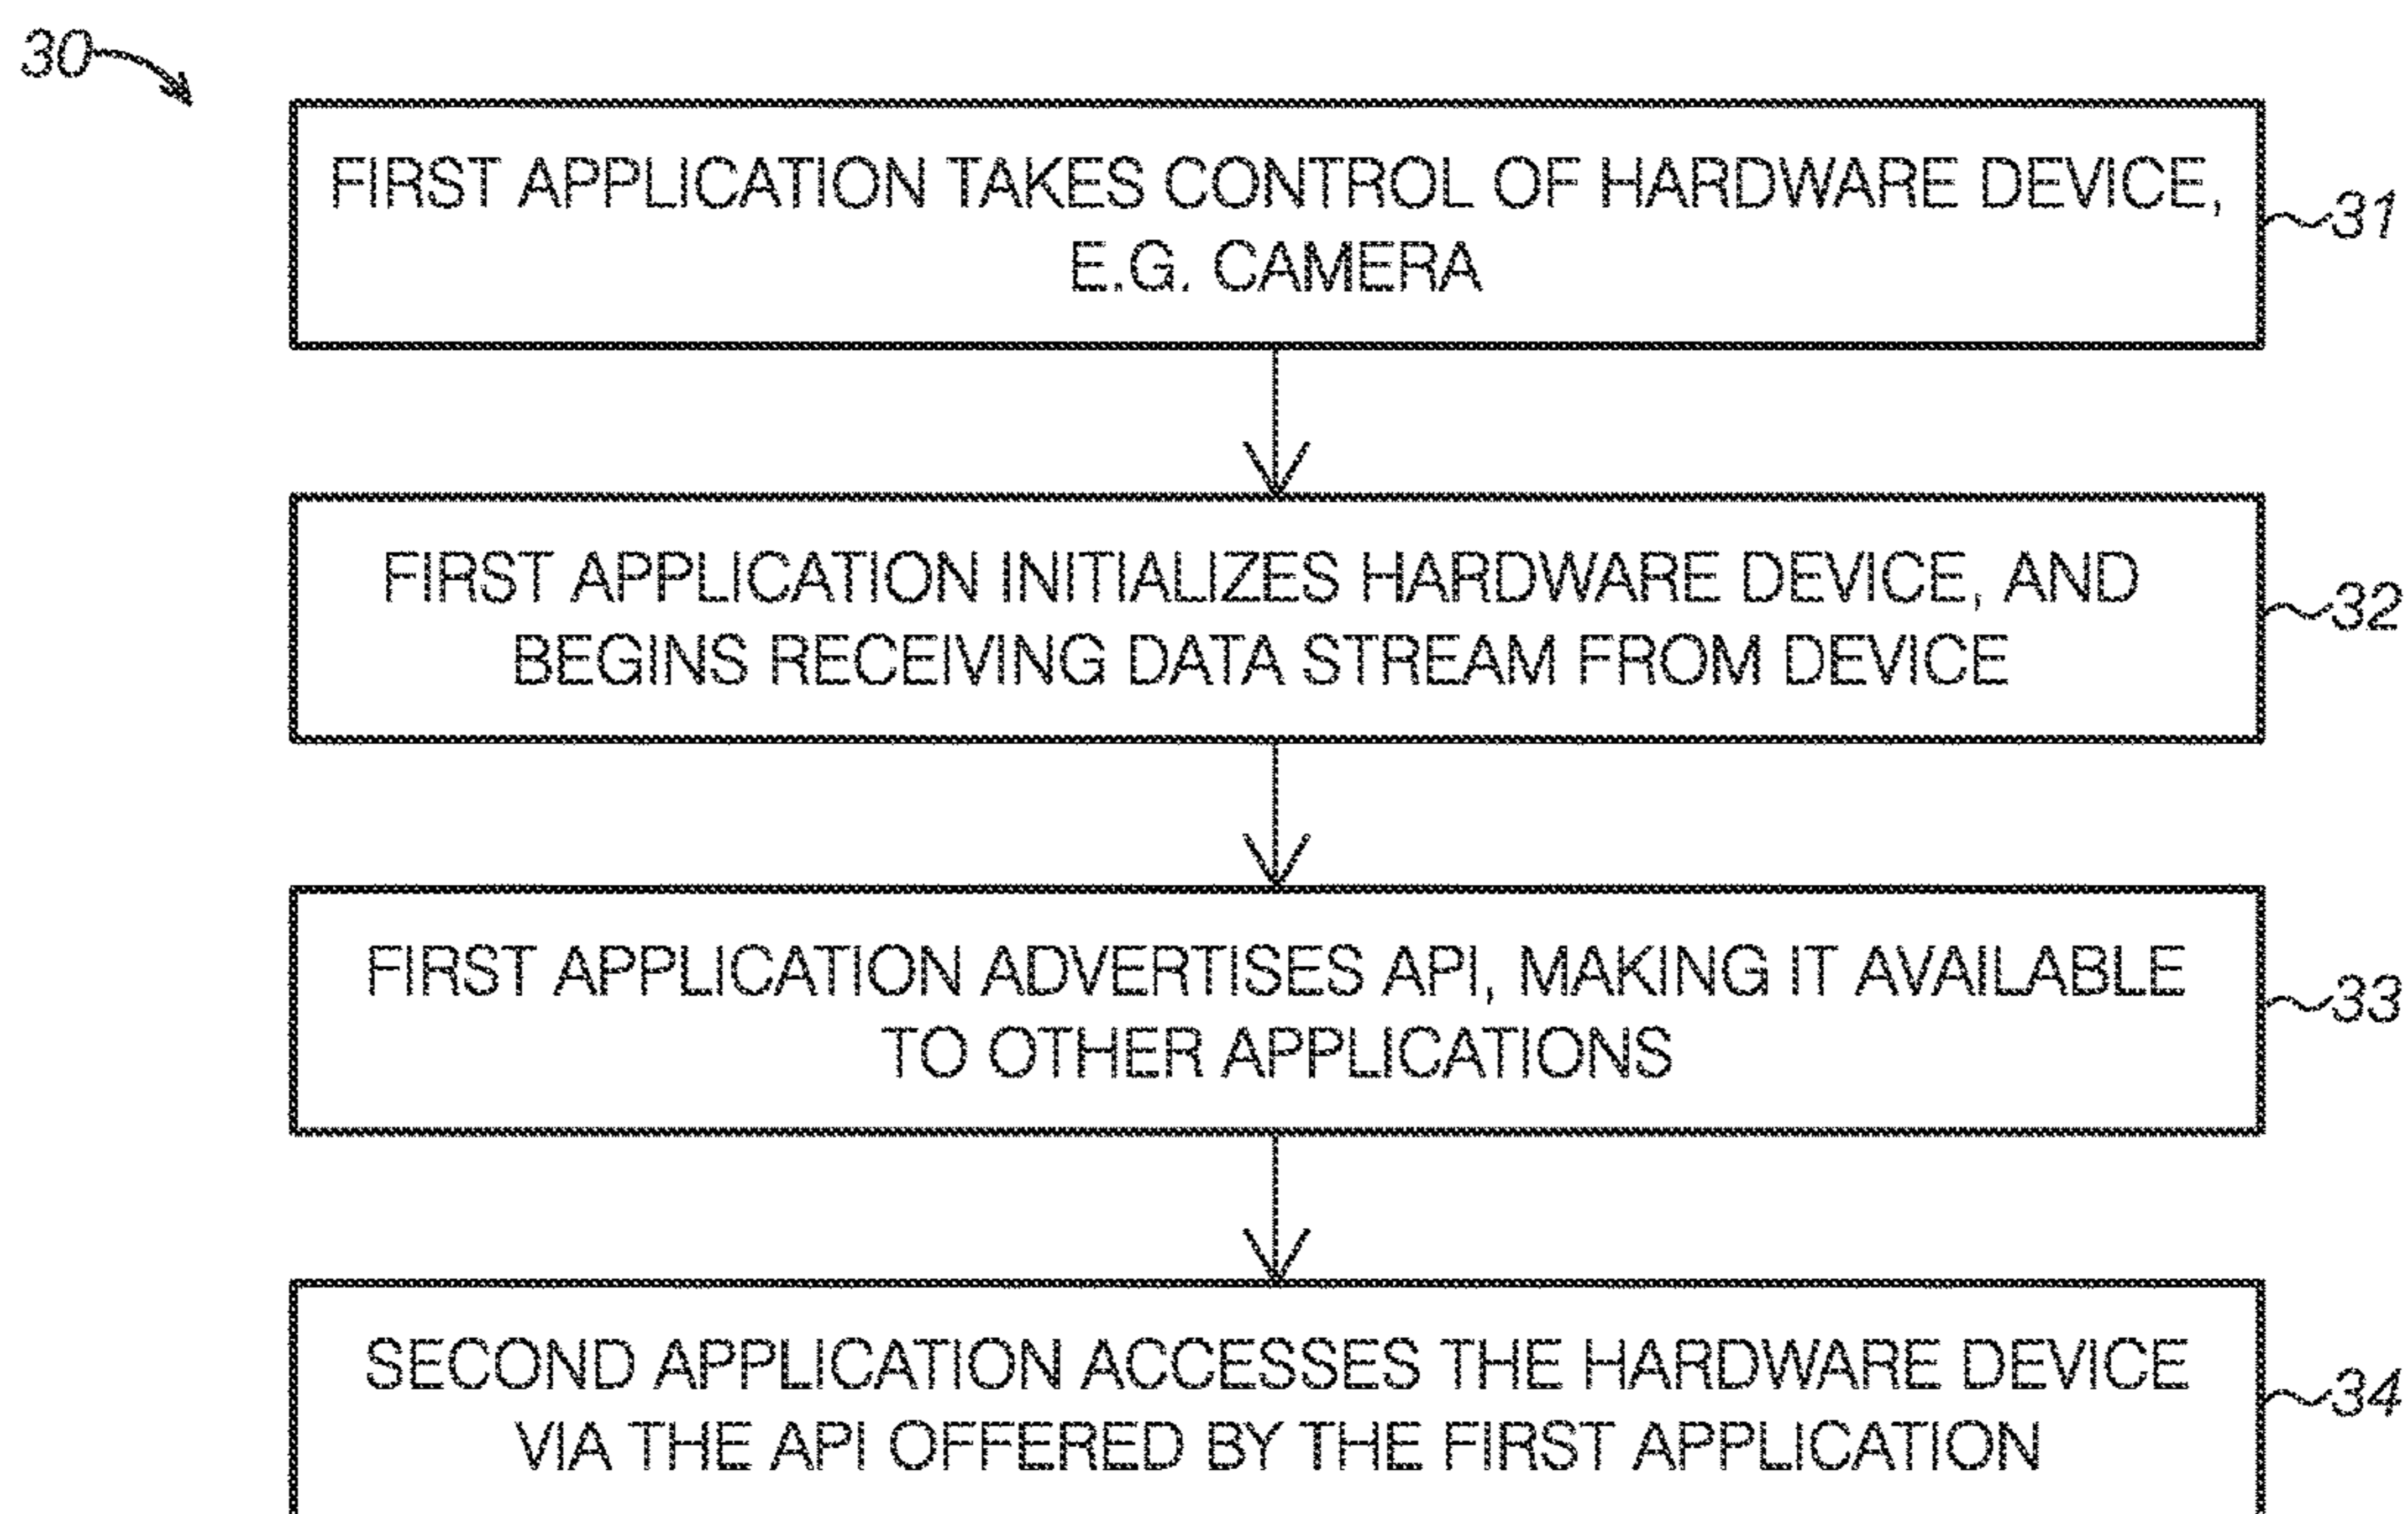 30
FIRST APPLICATION TAKES CONTROL OF HARDWARE DEVICE,
E.G. CAMERA
31
FIRST APPLICATION INITIALIZES HARDWARE DEVICE, AND
BEGINS RECEIVING DATA STREAM FROM DEVICE
32
FIRST APPLICATION ADVERTISES API, MAKING IT AVAILABLE
TO OTHER APPLICATIONS
33
SECOND APPLICATION ACCESSES THE HARDWARE DEVICE
VIA THE API OFFERED BY THE FIRST APPLICATION
34